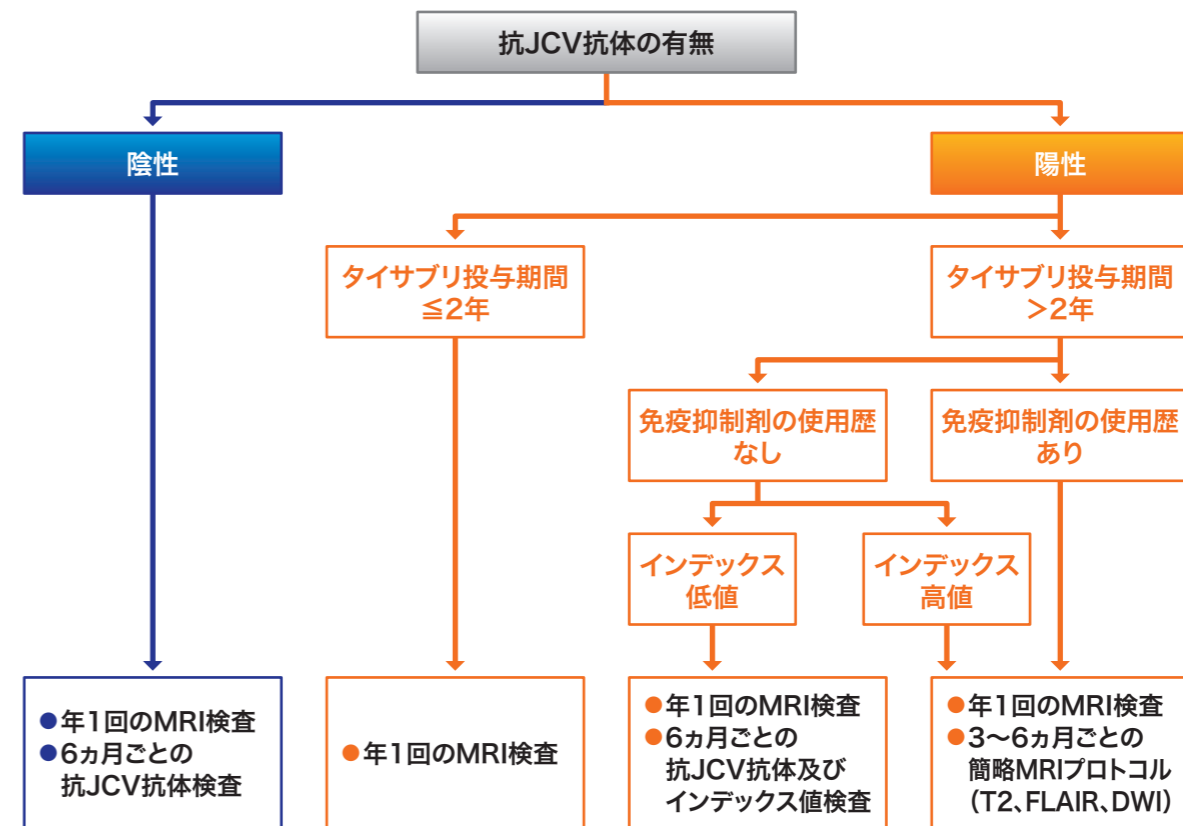 抗JCV抗体の有無
陰性
陽性
タイサブリ投与期間
≦2年
タイサブリ投与期間
>2年
免疫抑制剤の使用歴
なし
免疫抑制剤の使用歴
あり
インデックス
低値
インデックス
高値
●年1回のMRI検査
●6ヵ月ごとの
抗JCV抗体検査
●年1回のMRI検査
●年1回のMRI検査
●6ヵ月ごとの
抗JCV抗体及び
インデックス値検査
●年1回のMRI検査
●3〜6ヵ月ごとの
簡略MRIプロトコル
(T2、FLAIR、DWI)